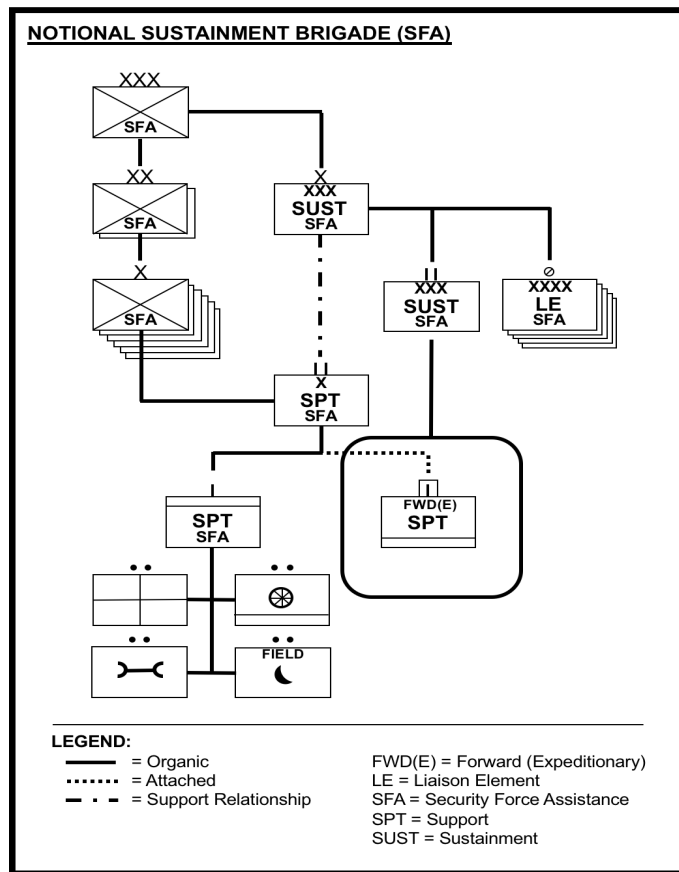 NOTIONAL SUSTAINMENT BRIGADE (SFA)
XXX
SFA
XX
SFA
X
SFA
X
XXX
SUST
SFA
II
XXX
SUST
SFA
XXXX
LE
SFA
II
X
SPT
SFA
I
SPT
SFA
I
FWD(E)
SPT
FIELD
LEGEND:
= Organic
= Attached
= Support Relationship
FWD(E) = Forward (Expeditionary)
LE = Liaison Element
SFA = Security Force Assistance
SPT = Support
SUST = Sustainment